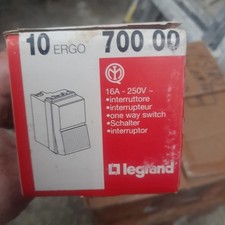 10 ERGO 700 00
16A - 250V ~
•interruttore
•interrupteur
•one way switch
•Schalter
•interruptor
legrand